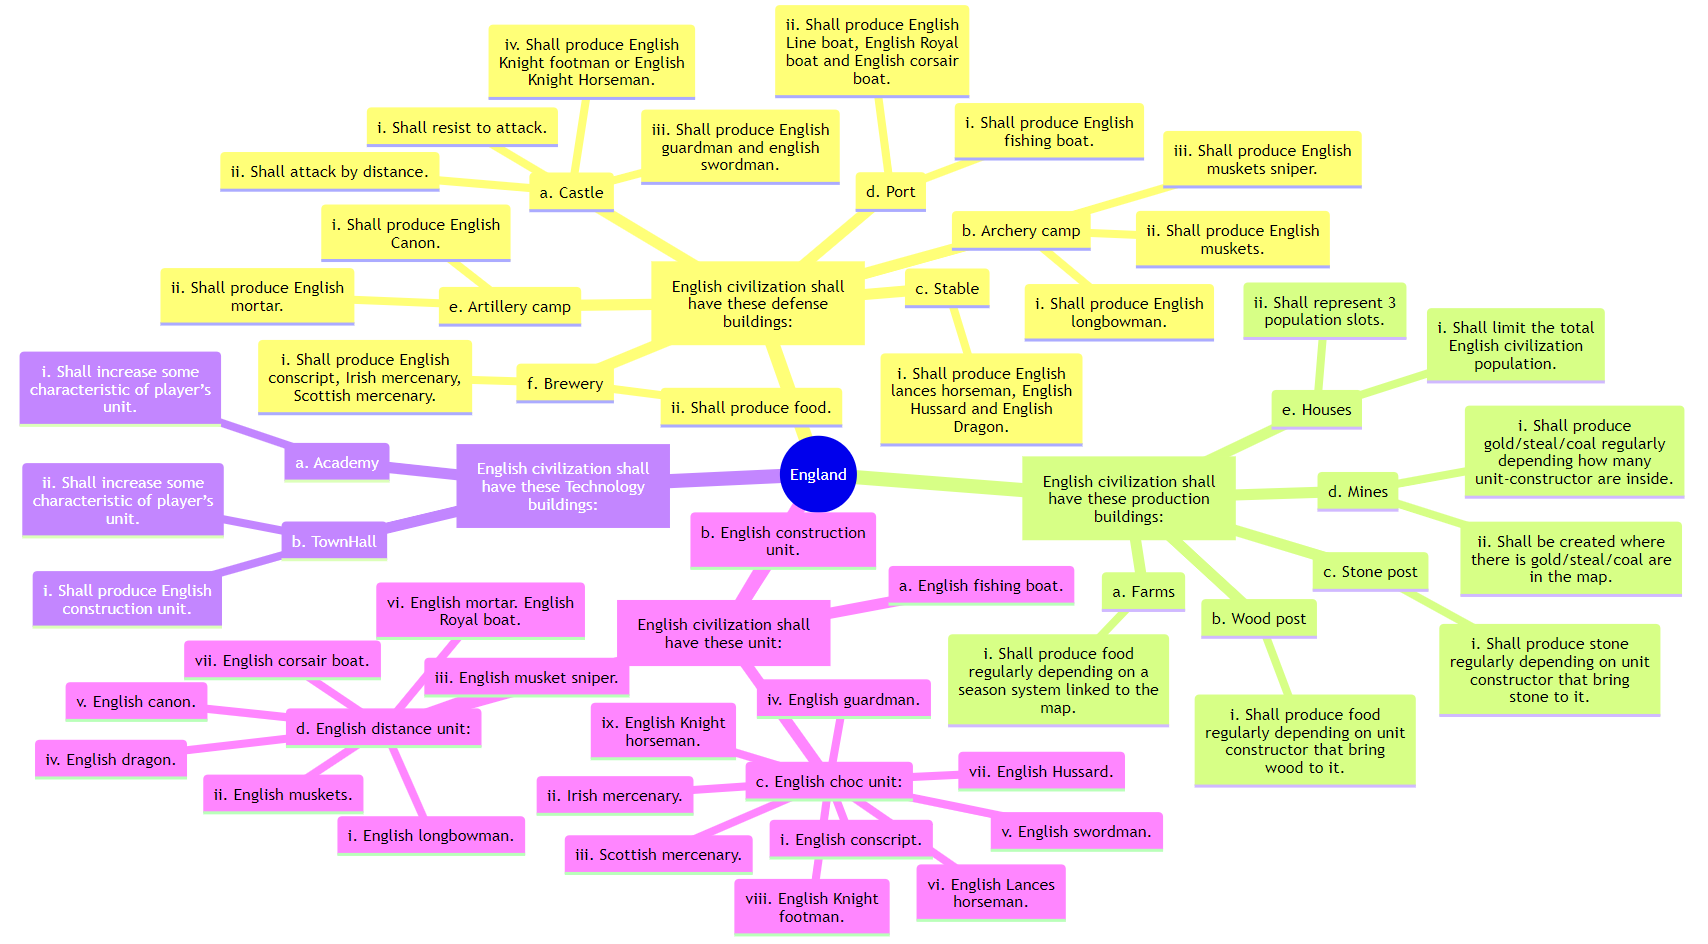 England
English civilization shall
have these defense
buildings:
a. Castle
i. Shall resist to attack.
ii. Shall attack by distance.
iii. Shall produce English
guardman and english
swordman.
iv. Shall produce English
Knight footman or English
Knight Horseman.
b. Archery camp
i. Shall produce English
longbowman.
ii. Shall produce English
muskets.
iii. Shall produce English
muskets sniper.
c. Stable
i. Shall produce English
lances horseman, English
Hussard and English
Dragon.
d. Port
i. Shall produce English
fishing boat.
ii. Shall produce English
Line boat, English Royal
boat and English corsair
boat.
e. Artillery camp
i. Shall produce English
Canon.
ii. Shall produce English
mortar.
f. Brewery
i. Shall produce English
conscript, Irish mercenary,
Scottish mercenary.
ii. Shall produce food.
English civilization shall
have these production
buildings:
a. Farms
i. Shall produce food
regularly depending on a
season system linked to the
map.
b. Wood post
i. Shall produce food
regularly depending on unit
constructor that bring
wood to it.
c. Stone post
i. Shall produce stone
regularly depending on unit
constructor that bring
stone to it.
d. Mines
i. Shall produce
gold/steal/coal regularly
depending how many
unit-constructor are inside.
ii. Shall be created where
there is gold/steal/coal are
in the map.
e. Houses
i. Shall limit the total
English civilization
population.
ii. Shall represent 3
population slots.
English civilization shall
have these Technology
buildings:
a. Academy
i. Shall increase some
characteristic of player’s
unit.
b. TownHall
i. Shall produce English
construction unit.
ii. Shall increase some
characteristic of player’s
unit.
English civilization shall
have these unit:
a. English fishing boat.
b. English construction
unit.
c. English choc unit:
i. English conscript.
ii. Irish mercenary.
iii. Scottish mercenary.
iv. English guardman.
v. English swordman.
vi. English Lances
horseman.
vii. English Hussard.
viii. English Knight
footman.
ix. English Knight
horseman.
d. English distance unit:
i. English longbowman.
ii. English muskets.
iii. English musket sniper.
iv. English dragon.
v. English canon.
vi. English mortar. English
Royal boat.
vii. English corsair boat.